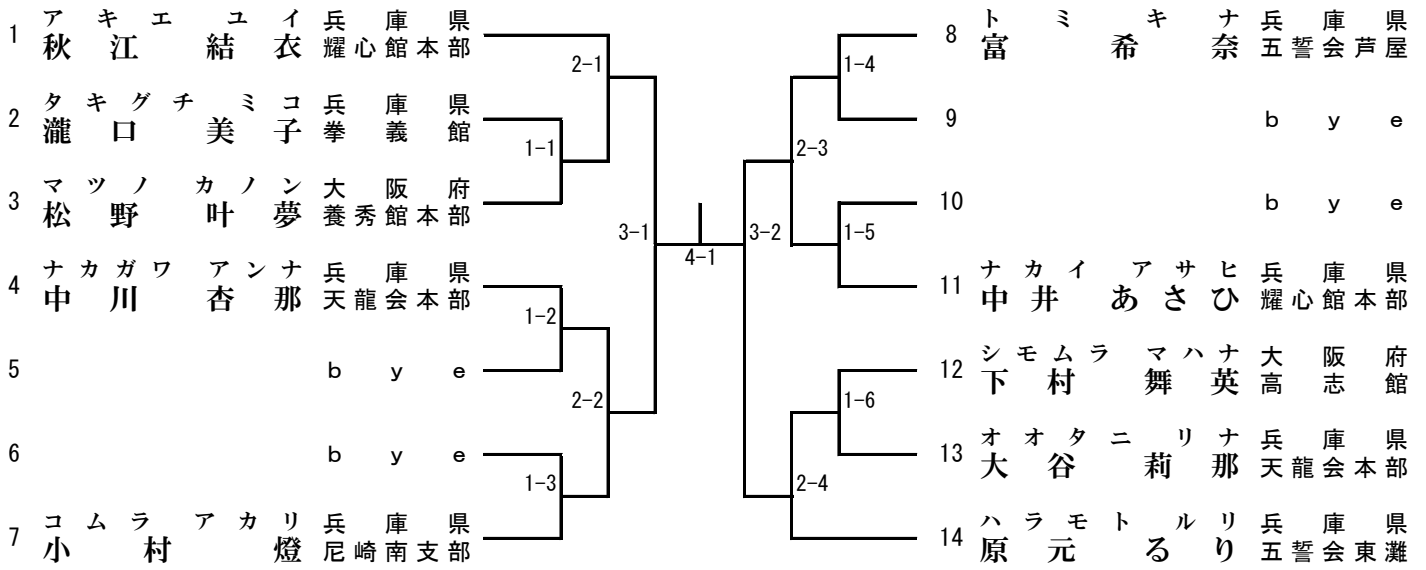 1 アキエ ユイ 兵庫県
秋江 結衣 耀心館本部
2 タキグチ ミコ 兵庫県
瀧口 美子 拳義館
3 マツノ カノン 大阪府
松野 叶夢 養秀館本部
4 ナカガワ アンナ 兵庫県
中川 杏那 天龍会本部
5 bye
6 bye
7 コムラ アカリ 兵庫県
小村 燈 尼崎南支部
2-1
1-1
3-1
1-2
2-2
1-3
4-1
3-2
1-4
2-3
1-5
1-6
2-4
8 トミ キナ 兵庫県
富 希奈 五誓会芦屋
9 bye
10 bye
11 ナカイ アサヒ 兵庫県
中井 あさひ 耀心館本部
12 シモムラ マハナ 大阪府
下村 舞英 高志館
13 オオタニ リナ 兵庫県
大谷 莉那 天龍会本部
14 ハラモト ルリ 兵庫県
原元 るり 五誓会東灘